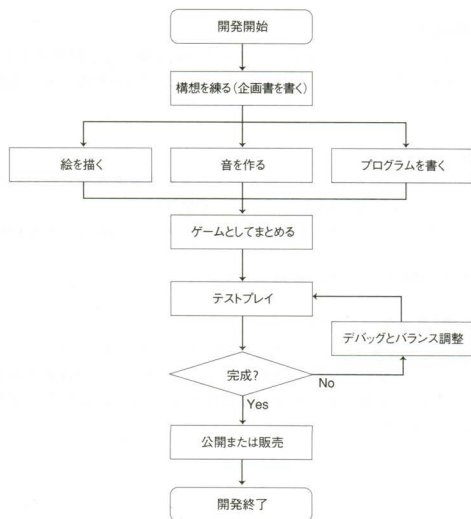 開発開始
構想を練る(企画書を書く)
絵を描く
音を作る
プログラムを書く
ゲームとしてまとめる
テストプレイ
デバッグとバランス調整
完成?
No
Yes
公開または販売
開発終了